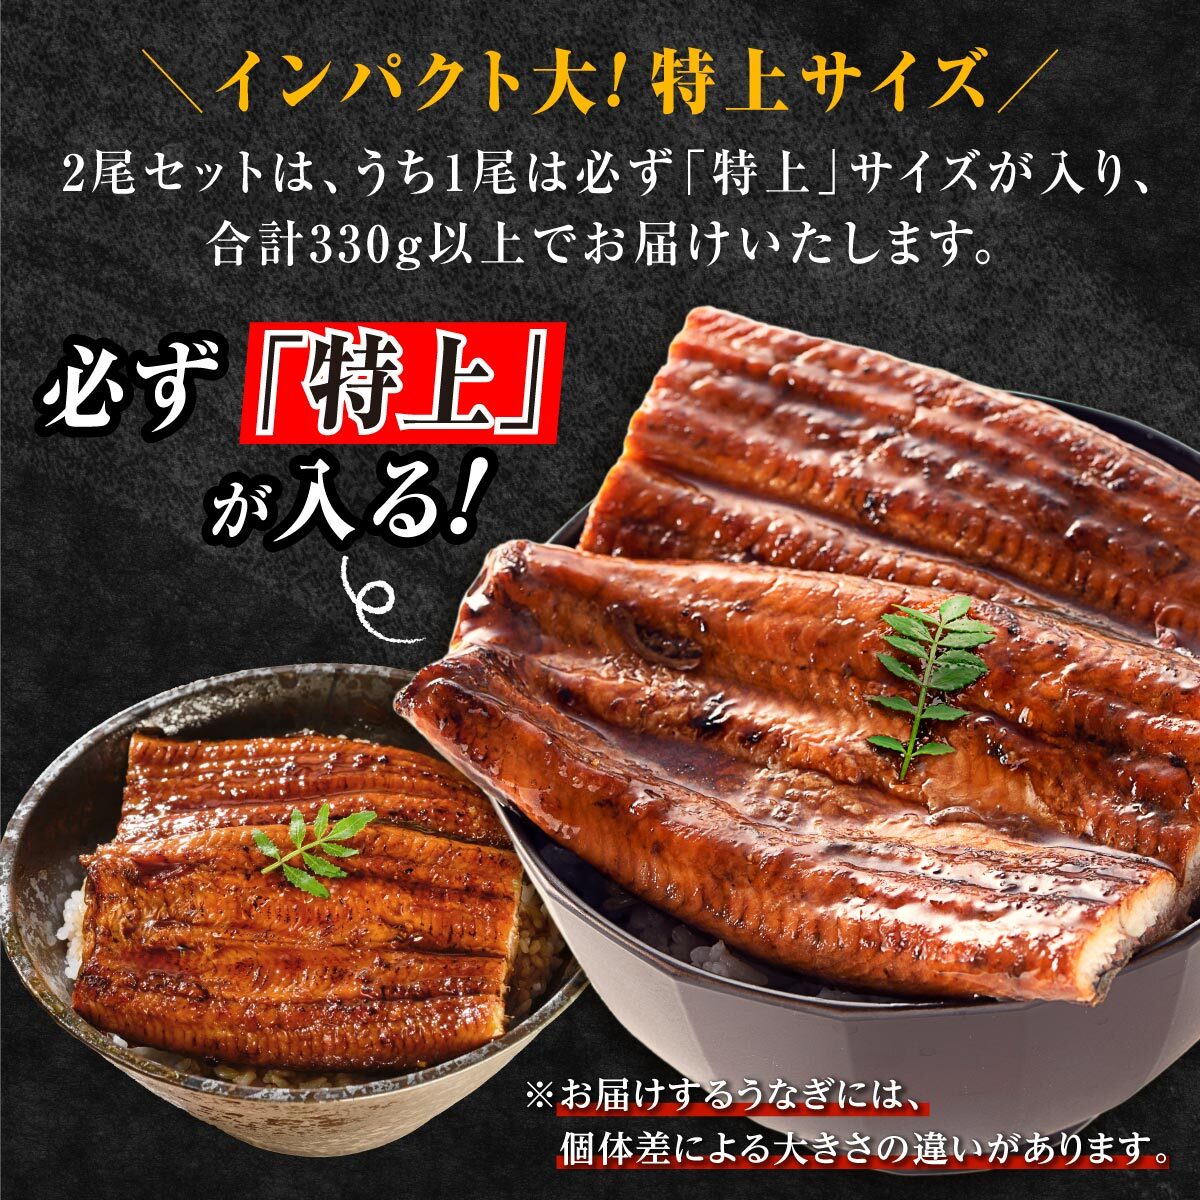 ＼インパクト大！特上サイズ／
2尾セットは、うち1尾は必ず「特上」サイズが入り、
合計330g以上でお届けいたします。
必ず「特上」
が入る！
※お届けするうなぎには、
個体差による大きさの違いがあります。